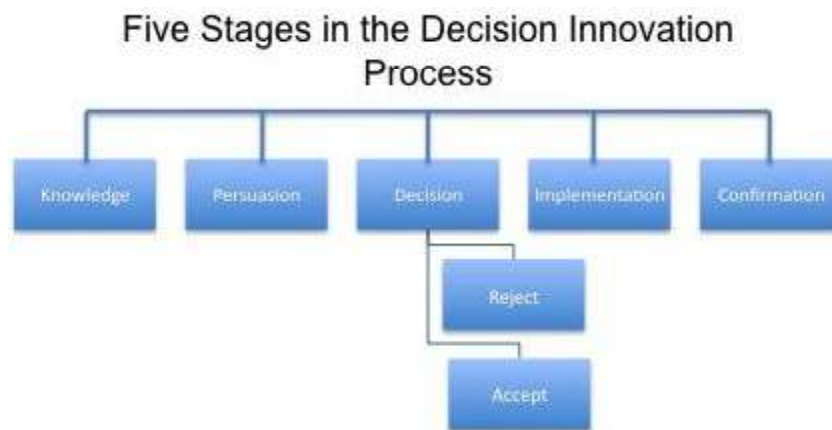 Five Stages in the Decision Innovation
Process
Knowledge
Persuasion
Decision
Implementation
Confirmation
Reject
Accept